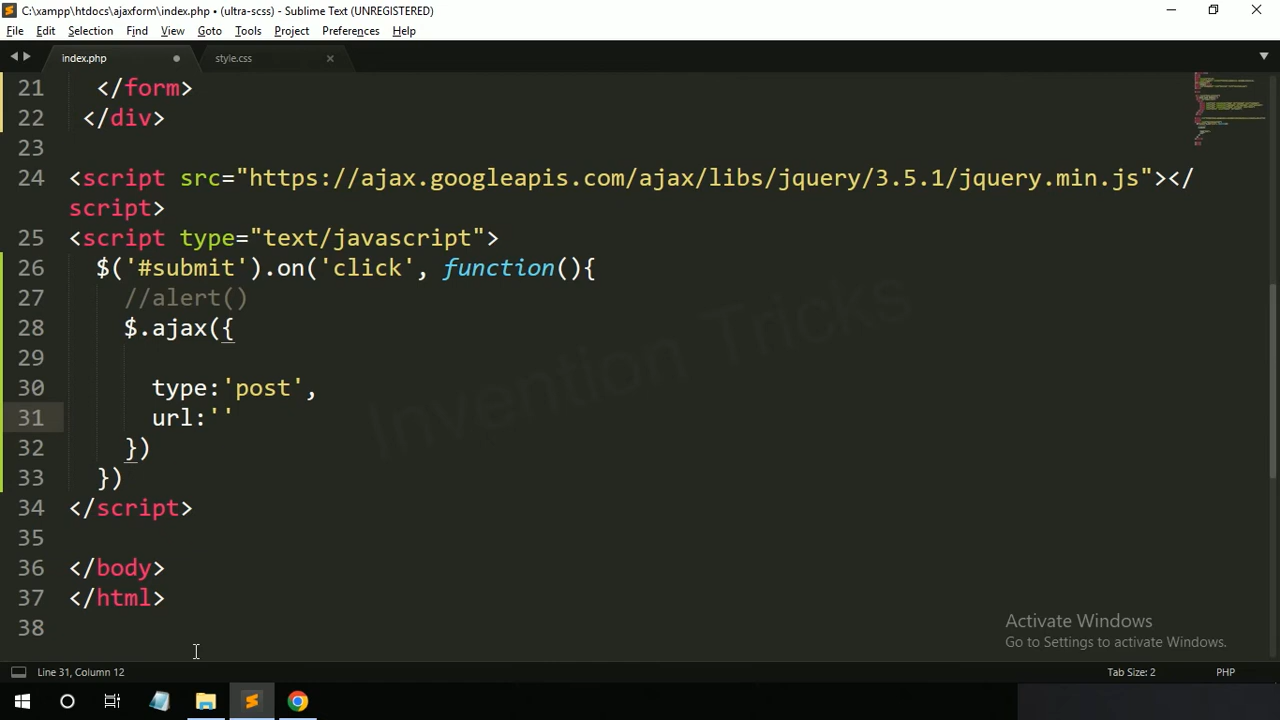 C:\xampp\htdocs\ajaxform\index.php • (ultra-scss) - Sublime Text (UNREGISTERED)
File Edit Selection Find View Goto Tools Project Preferences Help
index.php style.css
21 </form>
22 </div>
23
24 <script src="https://ajax.googleapis.com/ajax/libs/jquery/3.5.1/jquery.min.js"></
script>
25 <script type="text/javascript">
26 $('#submit').on('click', function(){
27 //alert()
28 $.ajax({
29
30 type:'post',
31 url:''
32 })
33 })
34 </script>
35
36 </body>
37 </html>
38
Invention Tricks
Activate Windows
Go to Settings to activate Windows.
Line 31, Column 12 Tab Size: 2 PHP